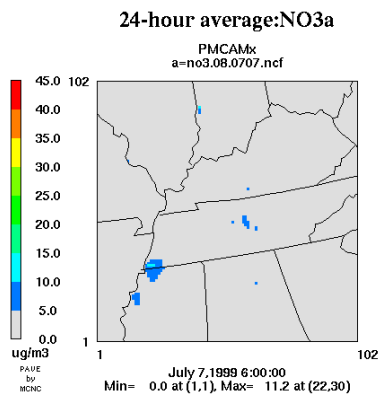 24-hour average:NO3a
PMCAMx
a=no3.08.0707.ncf
102
45.0
40.0
35.0
30.0
25.0
20.0
15.0
10.0
5.0
0.0
1
ug/m3
1
102
PAVE
by
MCNC
July 7,1999 6:00:00
Min= 0.0 at (1,1), Max= 11.2 at (22,30)